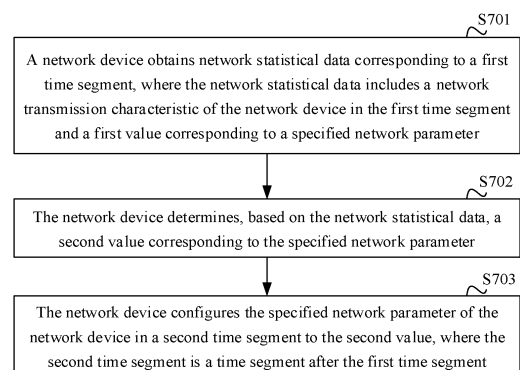 S701
A network device obtains network statistical data corresponding to a first
time segment, where the network statistical data includes a network
transmission characteristic of the network device in the first time segment
and a first value corresponding to a specified network parameter
S702
The network device determines, based on the network statistical data, a
second value corresponding to the specified network parameter
S703
The network device configures the specified network parameter of the
network device in a second time segment to the second value, where the
second time segment is a time segment after the first time segment